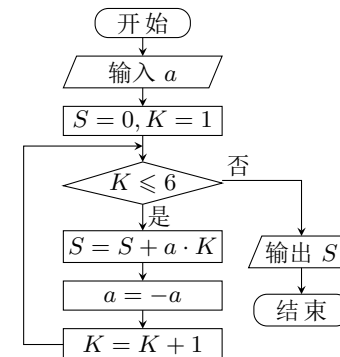 开始
输入 a
S = 0, K = 1
K ⩽ 6
否
是
S = S + a · K
输出 S
a = −a
结束
K = K + 1